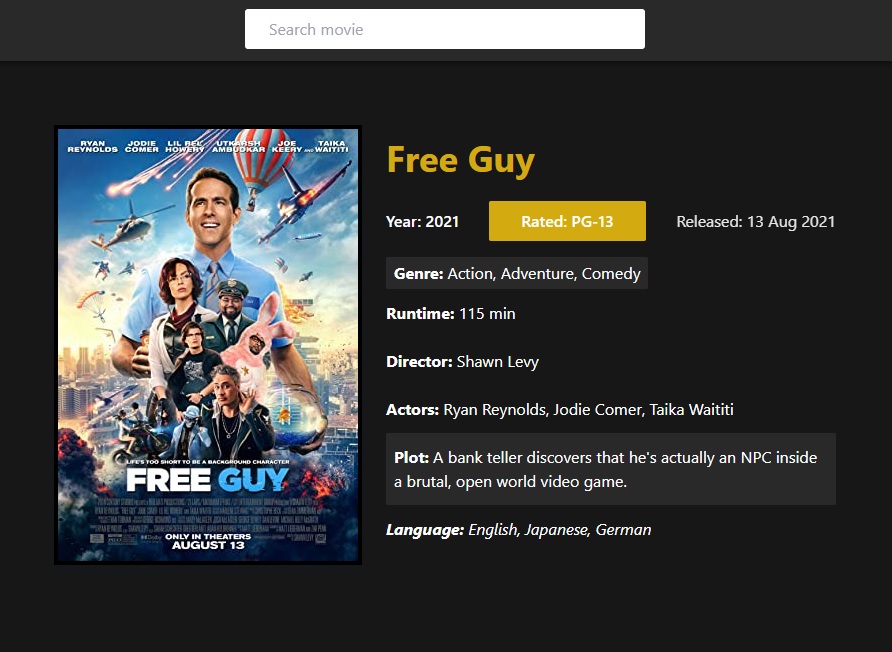 Search movie
RYAN REYNOLDS JODIE COMER LIL REL HOWERY UTKARSH AMBUDKAR JOE KEERY AND TAIKA WAITITI
LIFE'S TOO SHORT TO BE A BACKGROUND CHARACTER
FREE GUY
ONLY IN THEATERS
AUGUST 13
Free Guy
Year: 2021 Rated: PG-13 Released: 13 Aug 2021
Genre: Action, Adventure, Comedy
Runtime: 115 min
Director: Shawn Levy
Actors: Ryan Reynolds, Jodie Comer, Taika Waititi
Plot: A bank teller discovers that he's actually an NPC inside
a brutal, open world video game.
Language: English, Japanese, German